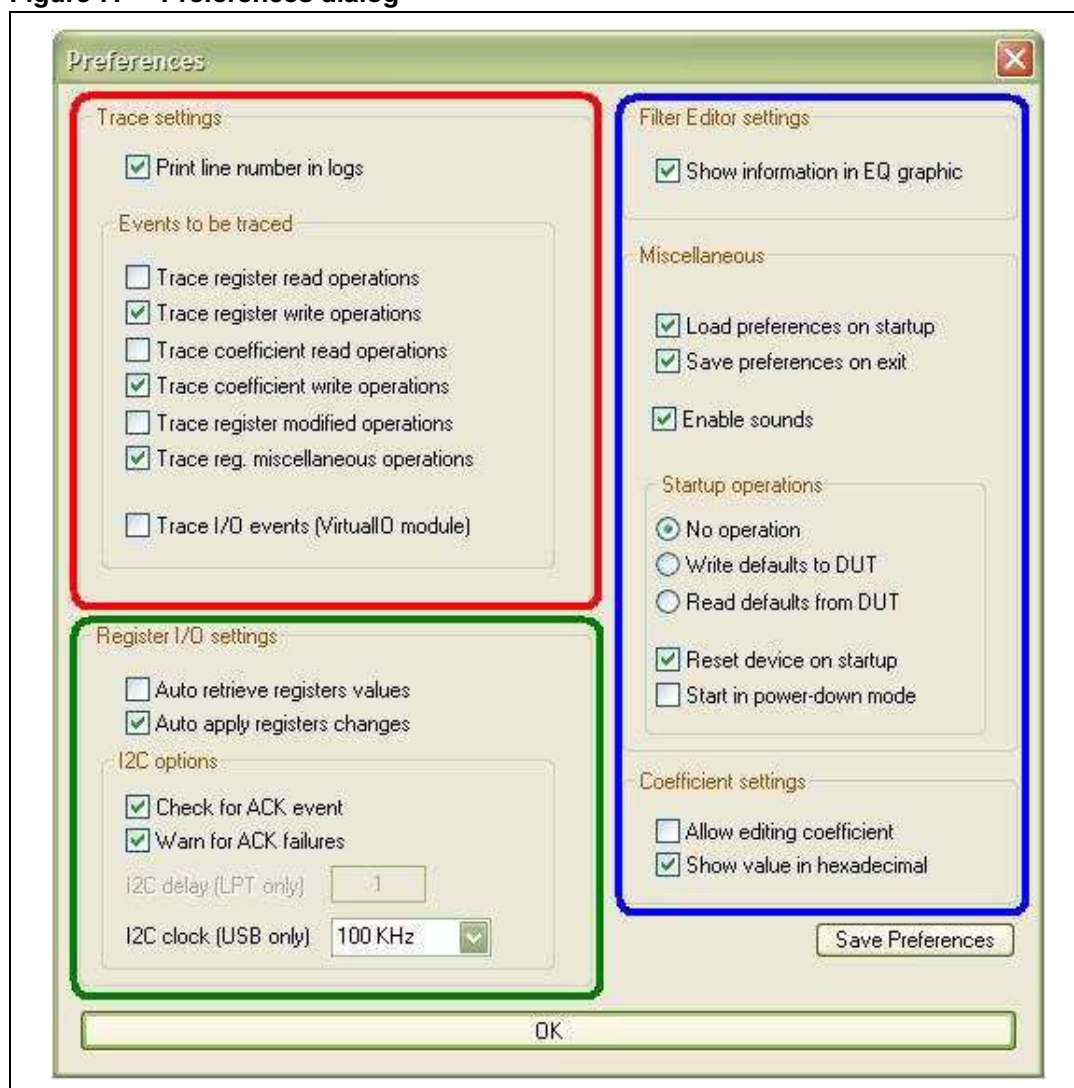 Preferences dialog
Preferences
Trace settings
Print line number in logs
Events to be traced
Trace register read operations
Trace register write operations
Trace coefficient read operations
Trace coefficient write operations
Trace register modified operations
Trace reg. miscellaneous operations
Trace I/O events (VirtualIO module)
Register I/O settings
Auto retrieve registers values
Auto apply registers changes
I2C options
Check for ACK event
Warn for ACK failures
I2C delay (LPT only) 1
I2C clock (USB only) 100 KHz
Filter Editor settings
Show information in EQ graphic
Miscellaneous
Load preferences on startup
Save preferences on exit
Enable sounds
Startup operations
No operation
Write defaults to DUT
Read defaults from DUT
Reset device on startup
Start in power-down mode
Coefficient settings
Allow editing coefficient
Show value in hexadecimal
Save Preferences
OK